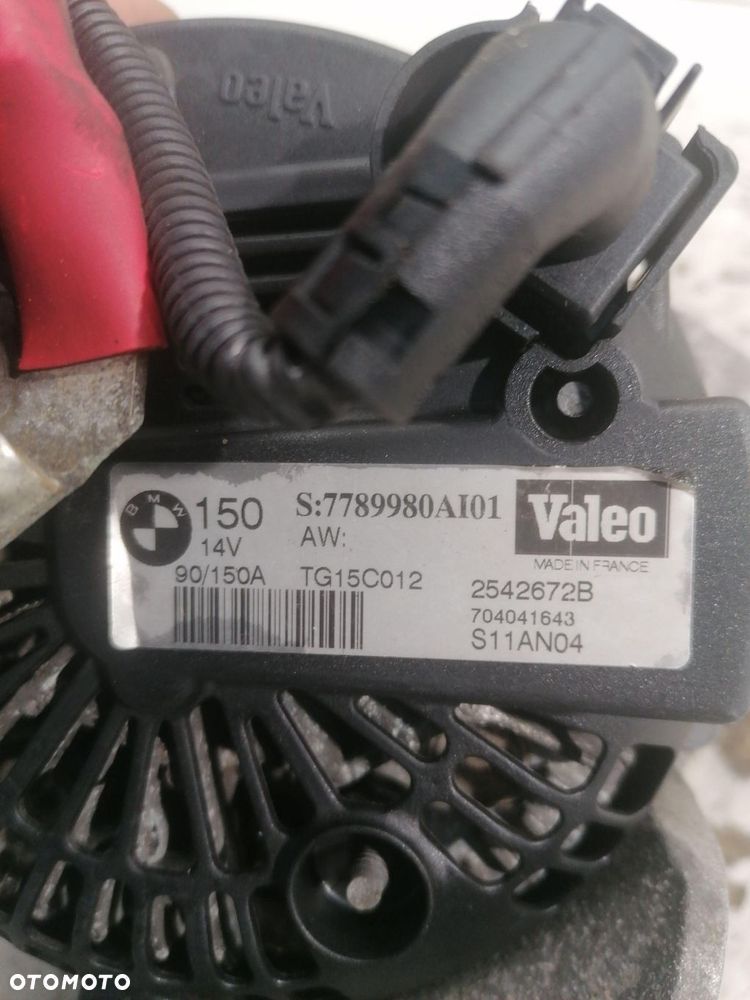 Valeo
BMW
150 S:7789980AI01 Valeo
14V AW: MADE IN FRANCE
90/150A TG15C012 2542672B
704041643
S11AN04
OTOMOTO